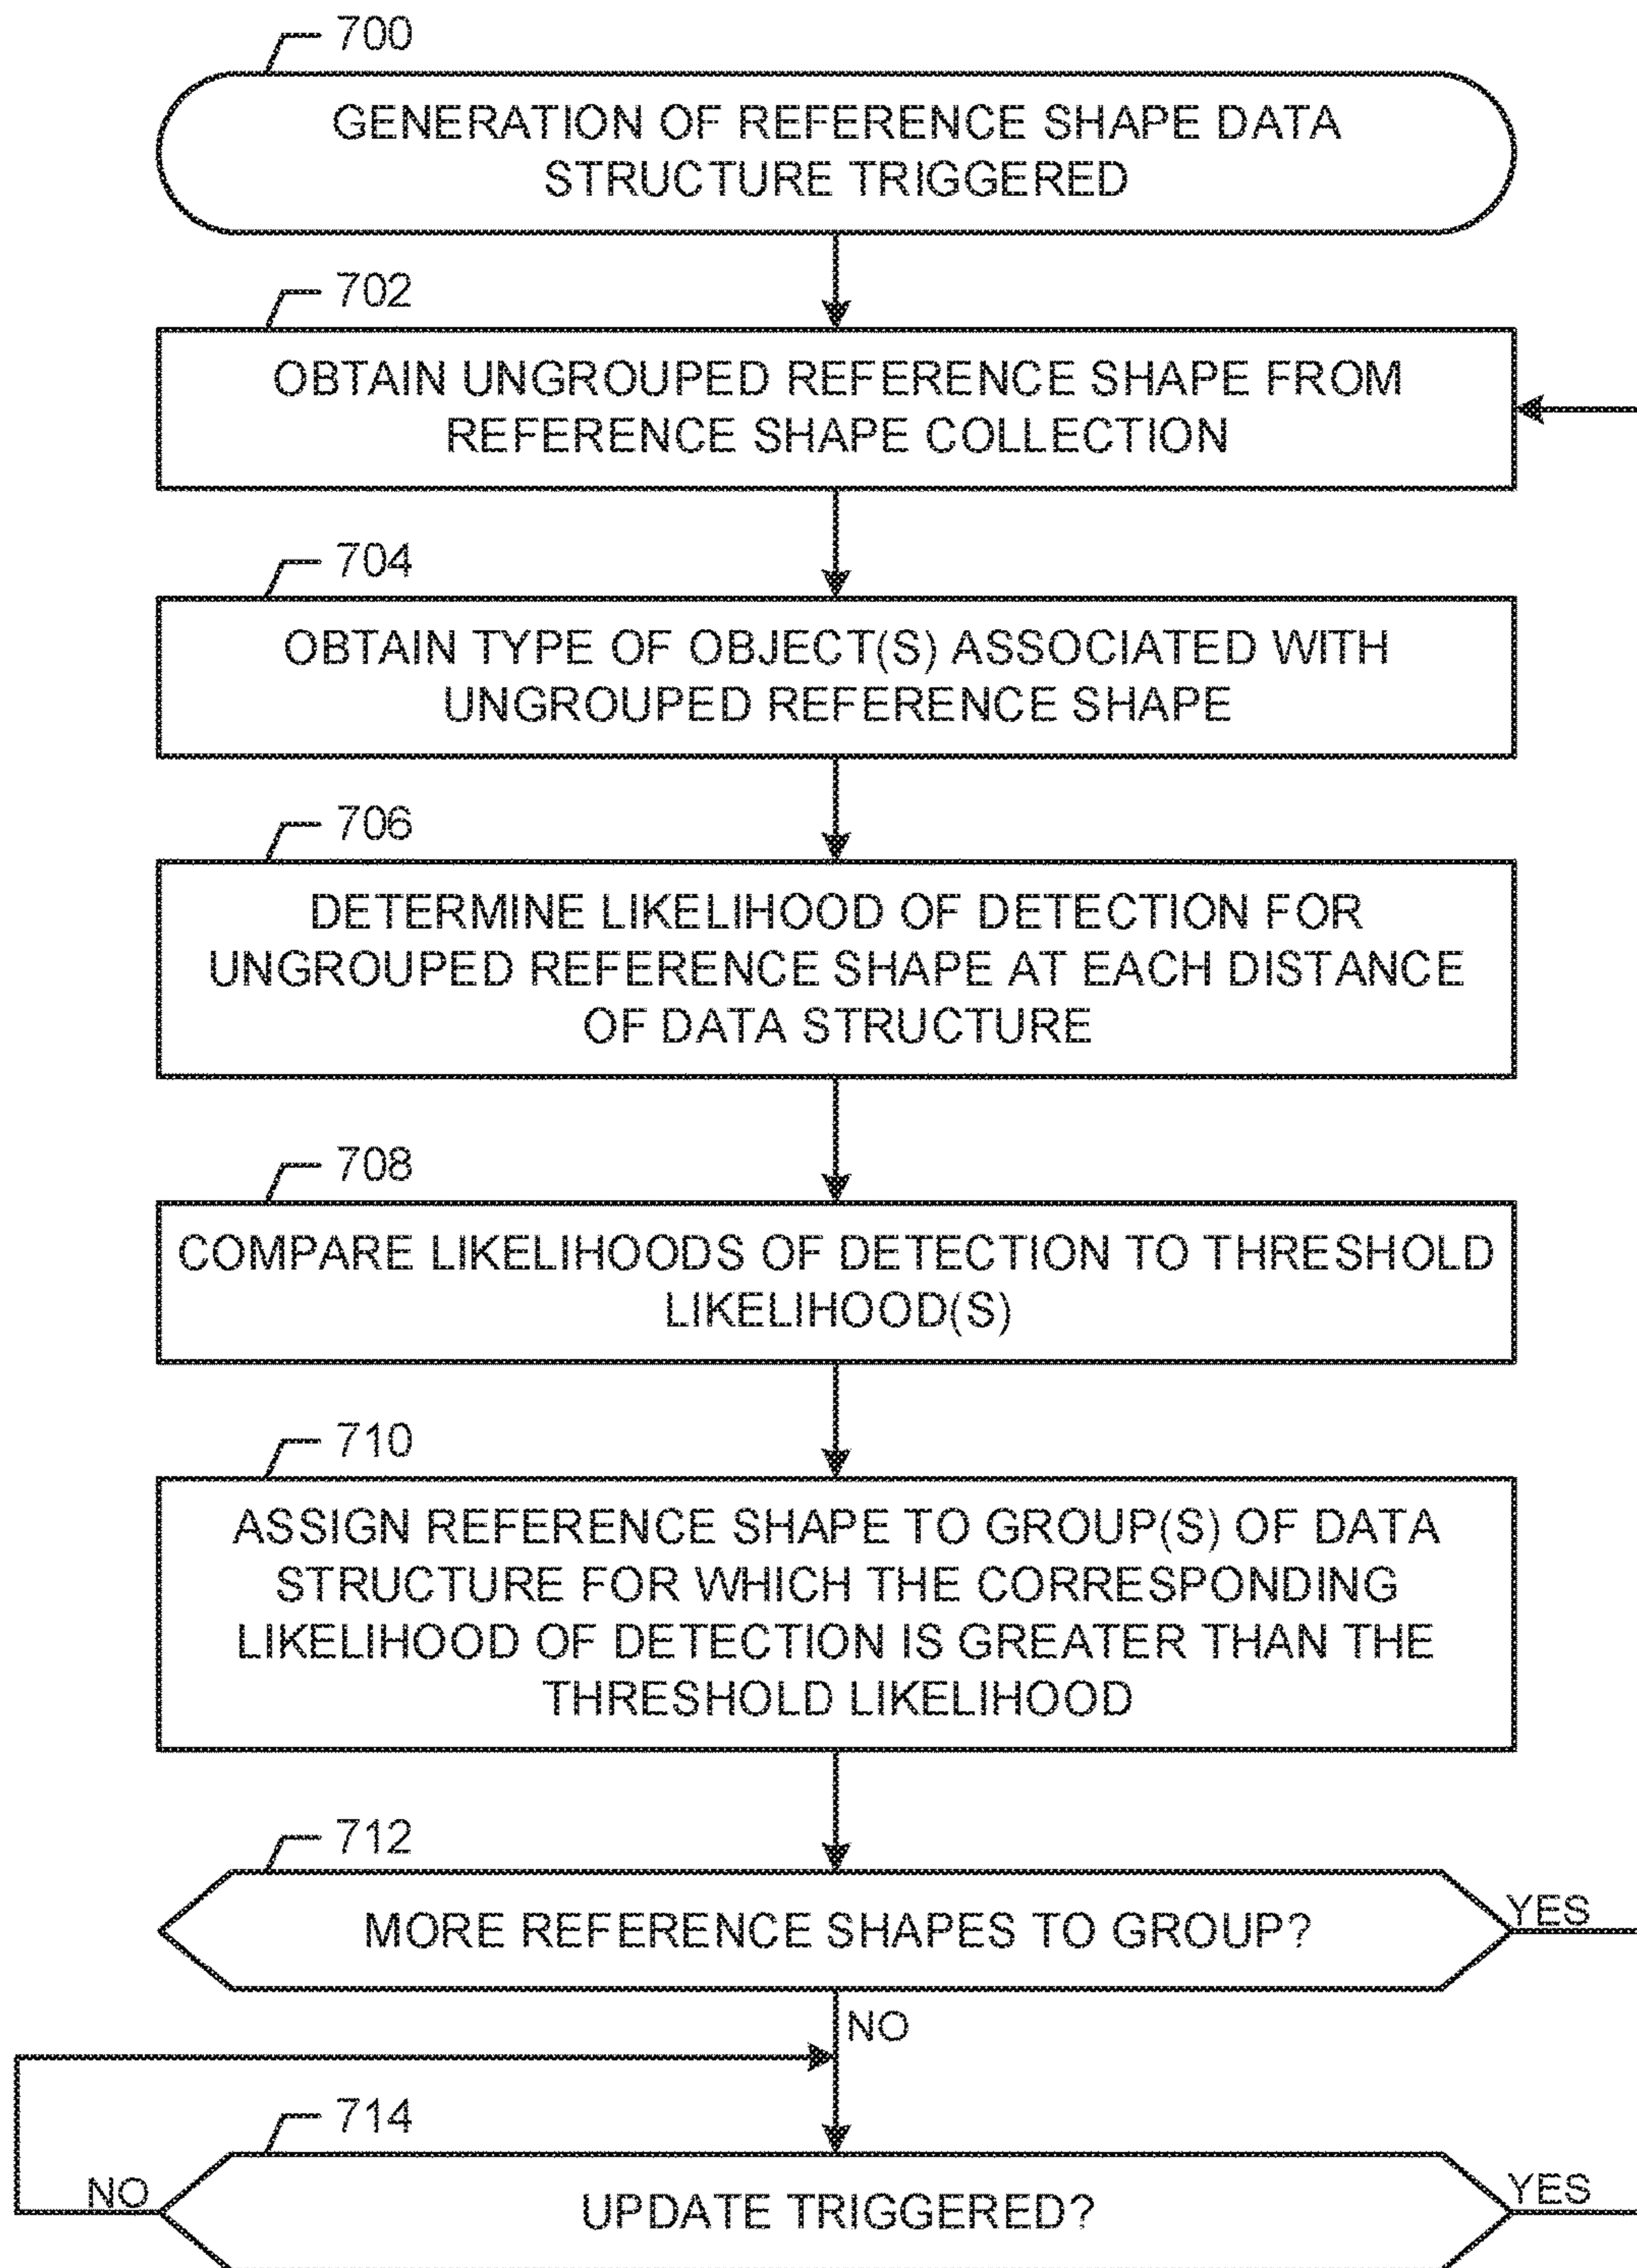 700
GENERATION OF REFERENCE SHAPE DATA
STRUCTURE TRIGGERED
702
OBTAIN UNGROUPED REFERENCE SHAPE FROM
REFERENCE SHAPE COLLECTION
704
OBTAIN TYPE OF OBJECT(S) ASSOCIATED WITH
UNGROUPED REFERENCE SHAPE
706
DETERMINE LIKELIHOOD OF DETECTION FOR
UNGROUPED REFERENCE SHAPE AT EACH DISTANCE
OF DATA STRUCTURE
708
COMPARE LIKELIHOODS OF DETECTION TO THRESHOLD
LIKELIHOOD(S)
710
ASSIGN REFERENCE SHAPE TO GROUP(S) OF DATA
STRUCTURE FOR WHICH THE CORRESPONDING
LIKELIHOOD OF DETECTION IS GREATER THAN THE
THRESHOLD LIKELIHOOD
712
MORE REFERENCE SHAPES TO GROUP?
YES
NO
714
NO
UPDATE TRIGGERED?
YES